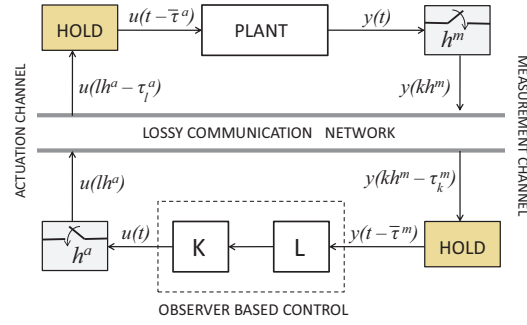 HOLD
u(t − τ̅ᵃ)
PLANT
y(t)
hᵐ
ACTUATION CHANNEL
u(lhᵃ − τₗᵃ)
y(khᵐ)
MEASUREMENT CHANNEL
LOSSY COMMUNICATION NETWORK
u(lhᵃ)
y(khᵐ − τₖᵐ)
hᵃ
u(t)
K
L
y(t − τ̅ᵐ)
HOLD
OBSERVER BASED CONTROL